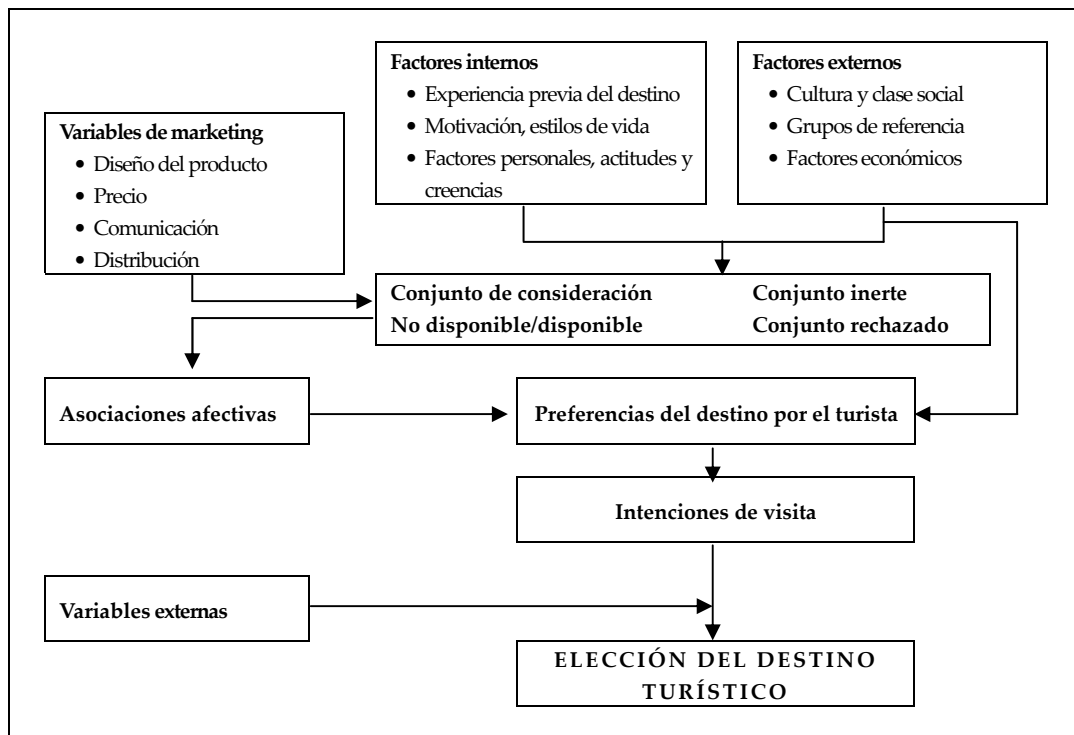 Factores internos
• Experiencia previa del destino
• Motivación, estilos de vida
• Factores personales, actitudes y
creencias
Factores externos
• Cultura y clase social
• Grupos de referencia
• Factores económicos
Variables de marketing
• Diseño del producto
• Precio
• Comunicación
• Distribución
Conjunto de consideración Conjunto inerte
No disponible/disponible Conjunto rechazado
Asociaciones afectivas
Preferencias del destino por el turista
Intenciones de visita
Variables externas
ELECCIÓN DEL DESTINO
TURÍSTICO